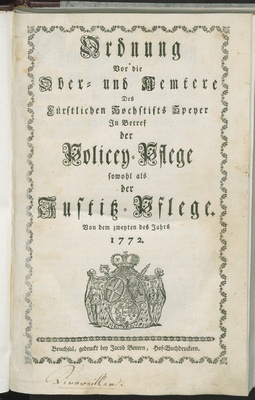 Ordnung
Vor die
Ober- und Aemtere
Des
Fürstlichen Hochstifts Speyer
In Betref
der
Policey-Pflege
sowohl als
der
Justitz-Pflege.
Von dem zweyten des Jahrs
1772.
Bruchsal, gedruckt bey Jacob Bevern, Hof-Buchdruckern.